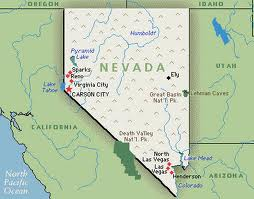 OREGON
IDAHO
Pyramid
Lake
Humboldt
NEVADA
Sparks
Reno
Virginia City
Lake
Tahoe
CARSON CITY
Ely
UTAH
Great Basin
Nat'l. Pk.
Lehman Caves
CALIFORNIA
Death Valley
Nat'l. Pk.
North
Las Vegas
Lake Mead
Las
Vegas
Henderson
ARIZONA
Colorado
North
Pacific
Ocean